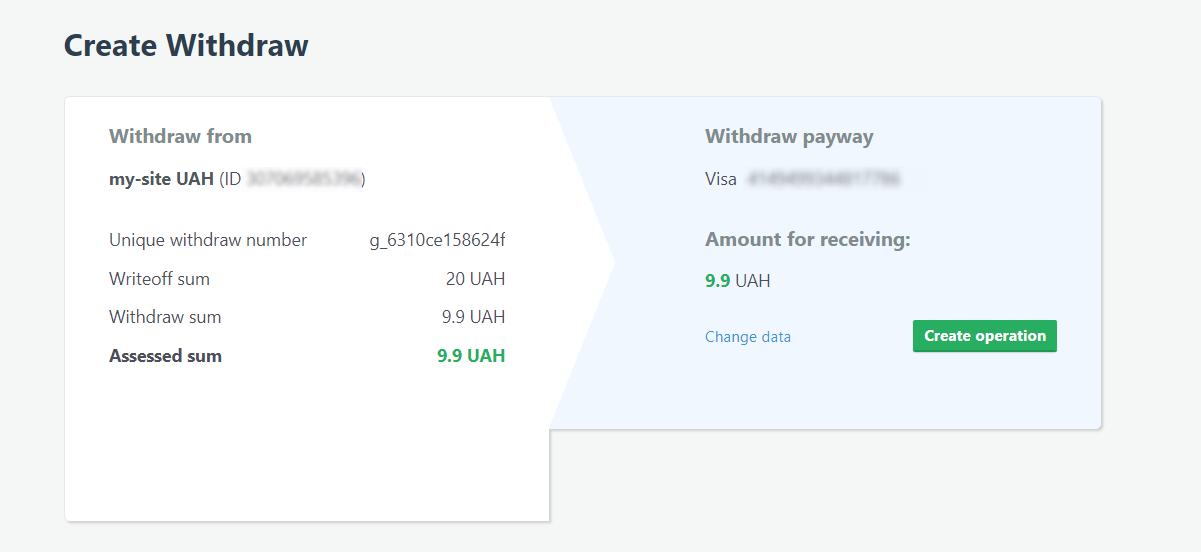 Create Withdraw
Withdraw from
my-site UAH (ID )
Unique withdraw number g_6310ce158624f
Writeoff sum 20 UAH
Withdraw sum 9.9 UAH
Assessed sum 9.9 UAH
Withdraw payway
Visa
Amount for receiving:
9.9 UAH
Change data
Create operation